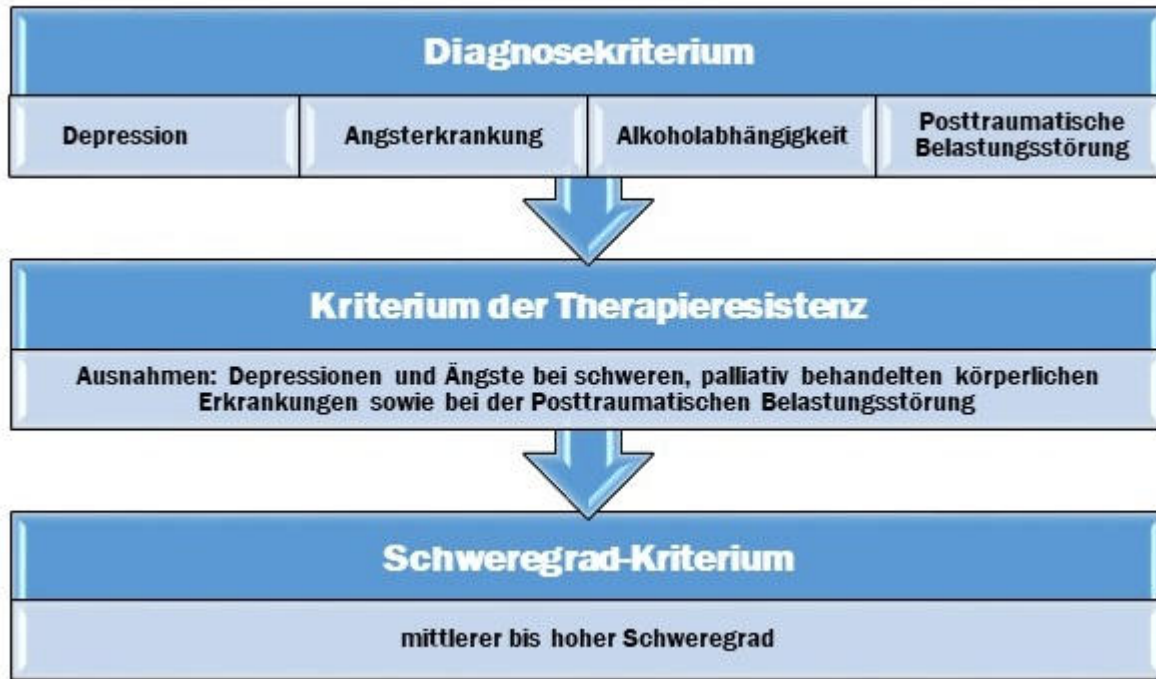 Diagnosekriterium
Depression
Angsterkrankung
Alkoholabhängigkeit
Posttraumatische
Belastungsstörung
Kriterium der Therapieresistenz
Ausnahmen: Depressionen und Ängste bei schweren, palliativ behandelten körperlichen
Erkrankungen sowie bei der Posttraumatischen Belastungsstörung
Schweregrad-Kriterium
mittlerer bis hoher Schweregrad